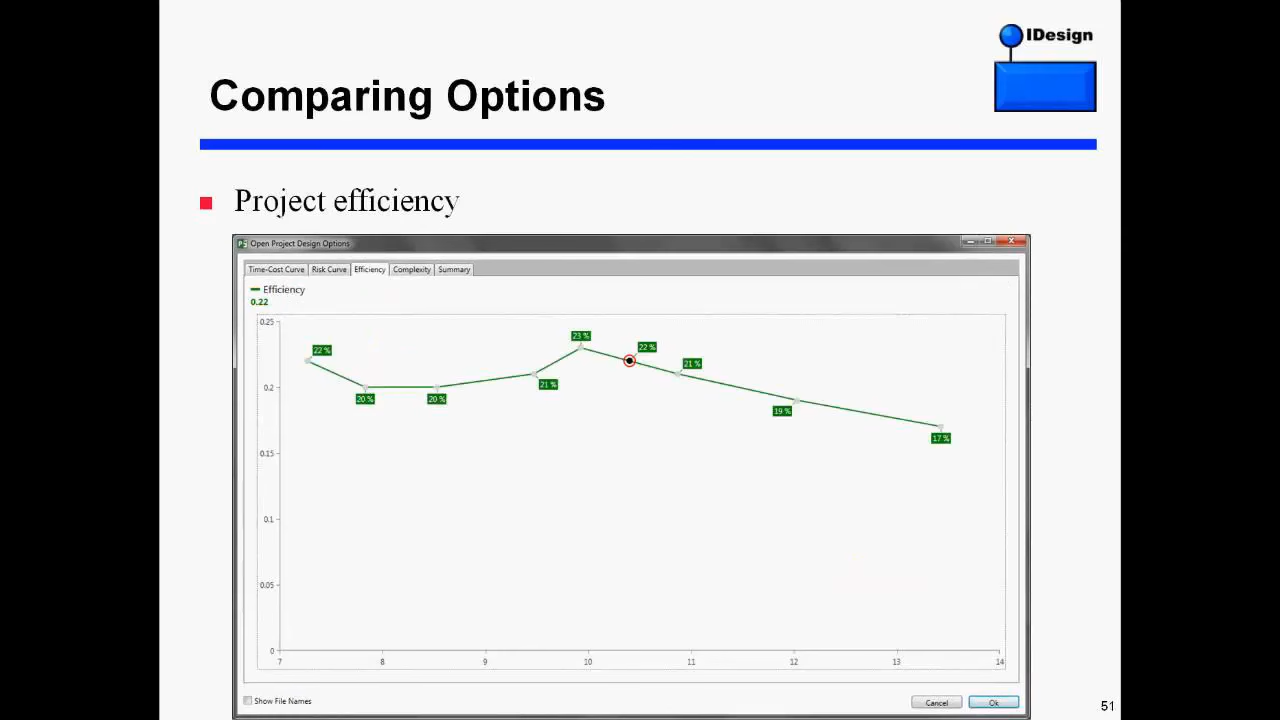 IDesign
Comparing Options
Project efficiency
Open Project Design Options
Time-Cost Curve Risk Curve Efficiency Complexity Summary
Efficiency
0.22
0.25
0.2
0.15
0.1
0.05
0
22 %
20 %
20 %
21 %
23 %
22 %
21 %
19 %
17 %
7 8 9 10 11 12 13 14
Show File Names
Cancel Ok
51